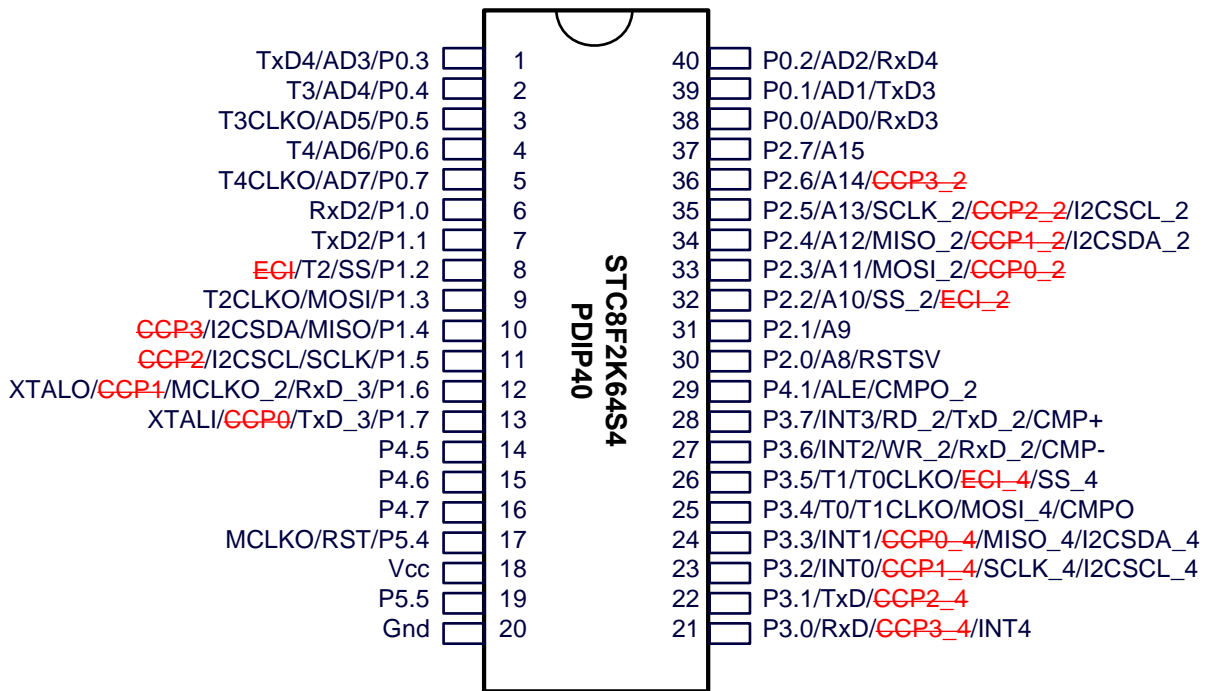 TxD4/AD3/P0.3 1 40 P0.2/AD2/RxD4
T3/AD4/P0.4 2 39 P0.1/AD1/TxD3
T3CLKO/AD5/P0.5 3 38 P0.0/AD0/RxD3
T4/AD6/P0.6 4 37 P2.7/A15
T4CLKO/AD7/P0.7 5 36 P2.6/A14/CCP3_2
RxD2/P1.0 6 35 P2.5/A13/SCLK_2/CCP2_2/I2CSCL_2
TxD2/P1.1 7 34 P2.4/A12/MISO_2/CCP1_2/I2CSDA_2
ECI/T2/SS/P1.2 8 33 P2.3/A11/MOSI_2/CCP0_2
T2CLKO/MOSI/P1.3 9 32 P2.2/A10/SS_2/ECI_2
CCP3/I2CSDA/MISO/P1.4 10 31 P2.1/A9
CCP2/I2CSCL/SCLK/P1.5 11 30 P2.0/A8/RSTSV
XTALO/CCP1/MCLKO_2/RxD_3/P1.6 12 29 P4.1/ALE/CMPO_2
XTALI/CCP0/TxD_3/P1.7 13 28 P3.7/INT3/RD_2/TxD_2/CMP+
P4.5 14 27 P3.6/INT2/WR_2/RxD_2/CMP-
P4.6 15 26 P3.5/T1/T0CLKO/ECI_4/SS_4
P4.7 16 25 P3.4/T0/T1CLKO/MOSI_4/CMPO
MCLKO/RST/P5.4 17 24 P3.3/INT1/CCP0_4/MISO_4/I2CSDA_4
Vcc 18 23 P3.2/INT0/CCP1_4/SCLK_4/I2CSCL_4
P5.5 19 22 P3.1/TxD/CCP2_4
Gnd 20 21 P3.0/RxD/CCP3_4/INT4
STC8F2K64S4
PDIP40